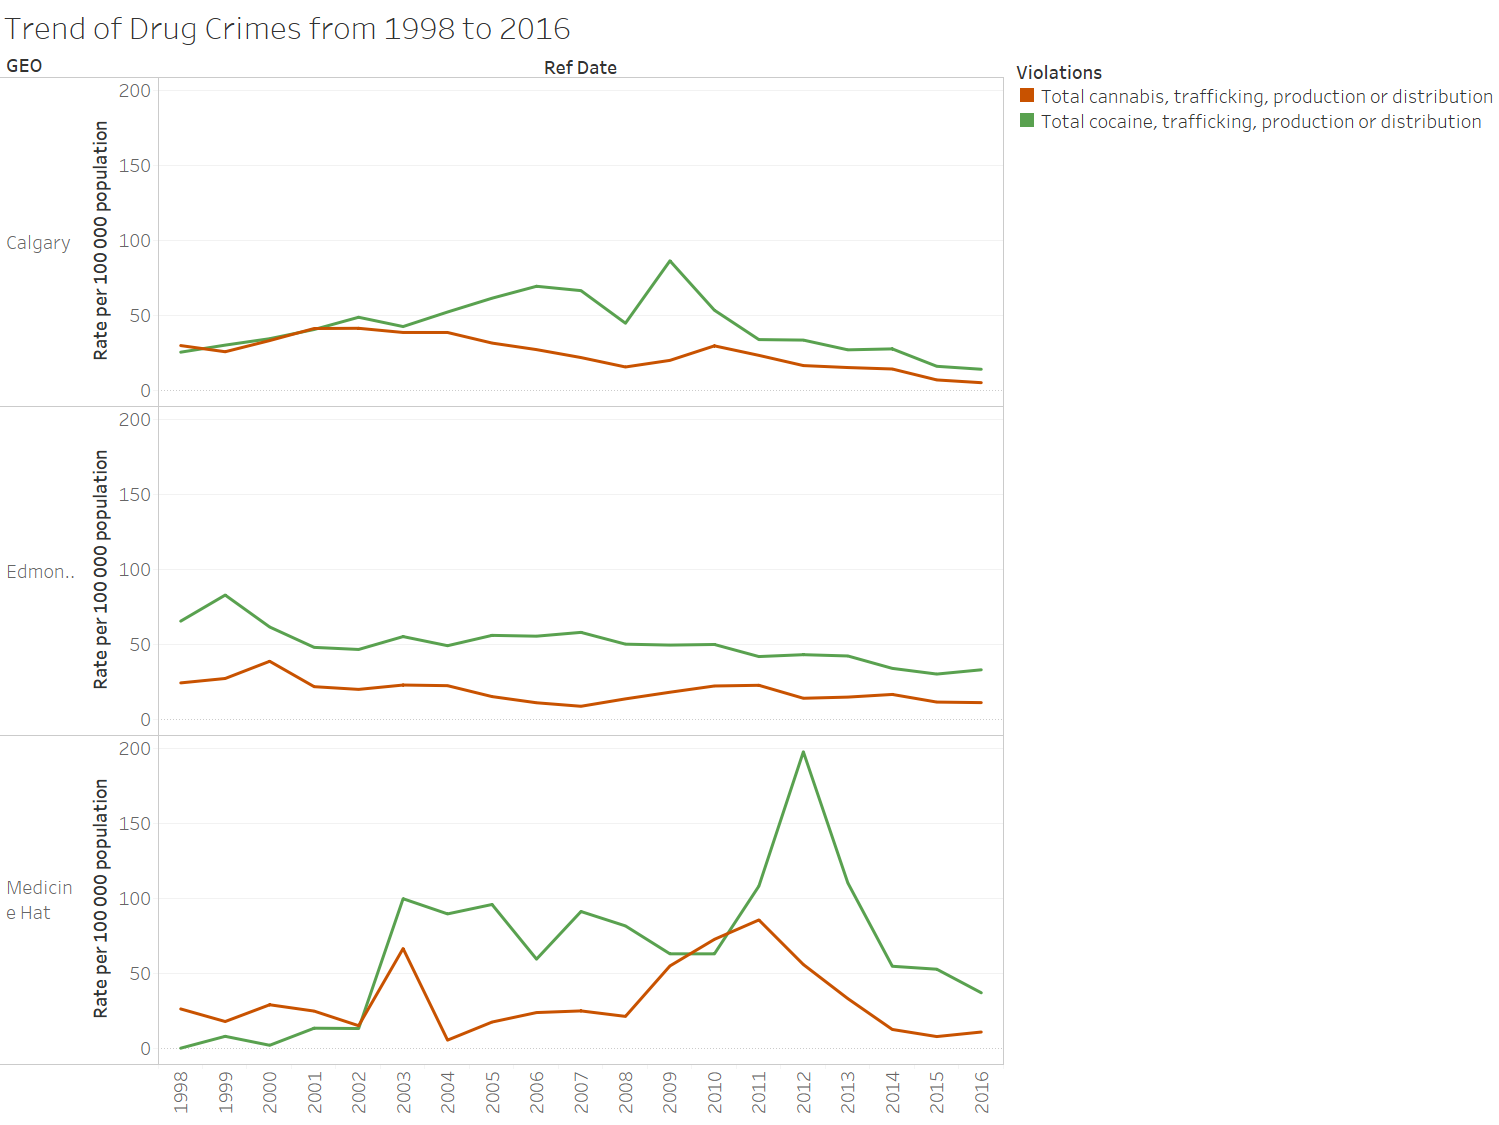 Trend of Drug Crimes from 1998 to 2016
GEO
Ref Date
Violations
Total cannabis, trafficking, production or distribution
Total cocaine, trafficking, production or distribution
Calgary
Rate per 100 000 population
200
150
100
50
0
Edmon..
Rate per 100 000 population
200
150
100
50
0
Medicin
e Hat
Rate per 100 000 population
200
150
100
50
0
1998
1999
2000
2001
2002
2003
2004
2005
2006
2007
2008
2009
2010
2011
2012
2013
2014
2015
2016